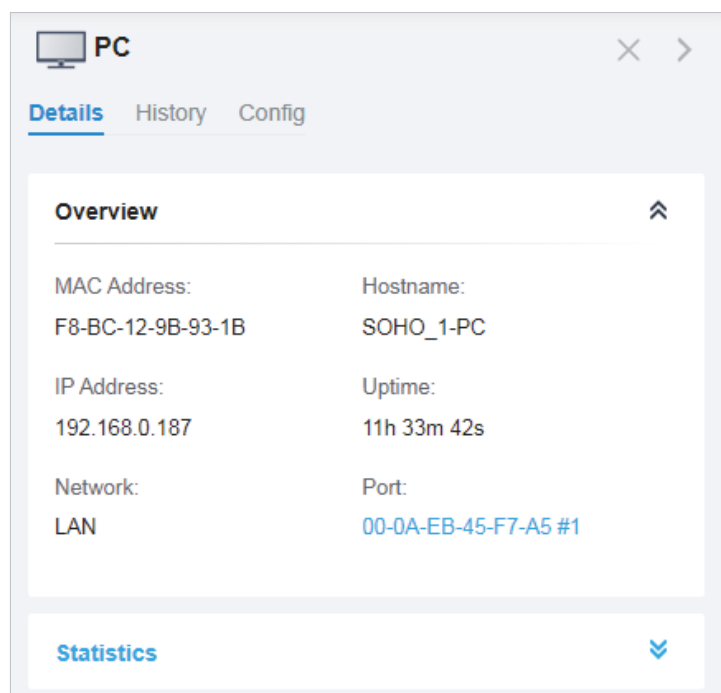 PC
Details History Config
Overview
MAC Address: Hostname:
F8-BC-12-9B-93-1B SOHO_1-PC
IP Address: Uptime:
192.168.0.187 11h 33m 42s
Network: Port:
LAN 00-0A-EB-45-F7-A5 #1
Statistics